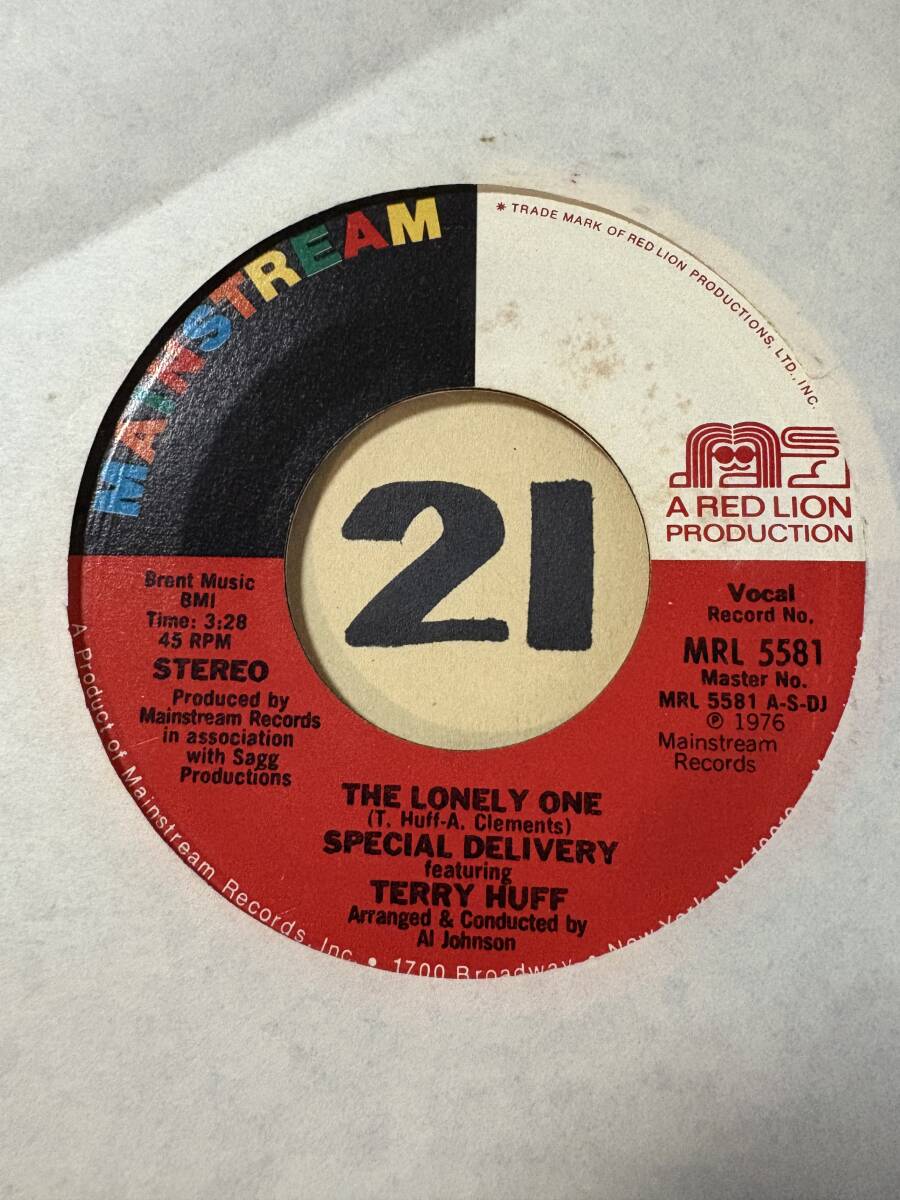 MAINSTREAM
* TRADE MARK OF RED LION PRODUCTIONS, LTD., INC.
A RED LION
PRODUCTION
21
Brent Music
BMI
Time: 3:28
45 RPM
STEREO
Produced by
Mainstream Records
in association
with Sagg
Productions
Vocal
Record No.
MRL 5581
Master No.
MRL 5581 A-S-DJ
℗ 1976
Mainstream
Records
THE LONELY ONE
(T. Huff-A. Clements)
SPECIAL DELIVERY
featuring
TERRY HUFF
Arranged & Conducted by
Al Johnson
A Product of Mainstream Records, Inc. • 1700 Broadway • New York, N.Y.